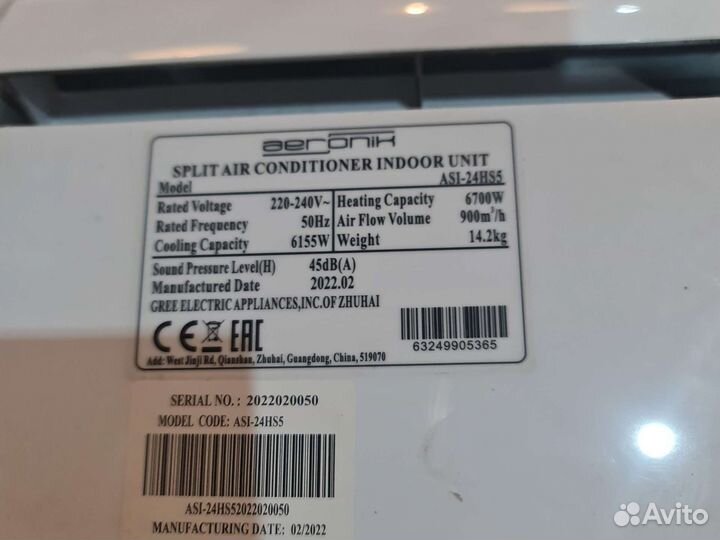 aeronik
SPLIT AIR CONDITIONER INDOOR UNIT
Model ASI-24HS5
Rated Voltage 220-240V~
Rated Frequency 50Hz
Cooling Capacity 6155W
Heating Capacity 6700W
Air Flow Volume 900m³/h
Weight 14.2kg
Sound Pressure Level(H) 45dB(A)
Manufactured Date 2022.02
GREE ELECTRIC APPLIANCES,INC.OF ZHUHAI
CE EAC
63249905365
Add: West Jinji Rd, Qianshan, Zhuhai, Guangdong, China, 519070
SERIAL NO.: 2022020050
MODEL CODE: ASI-24HS5
ASI-24HS52022020050
MANUFACTURING DATE: 02/2022
Avito